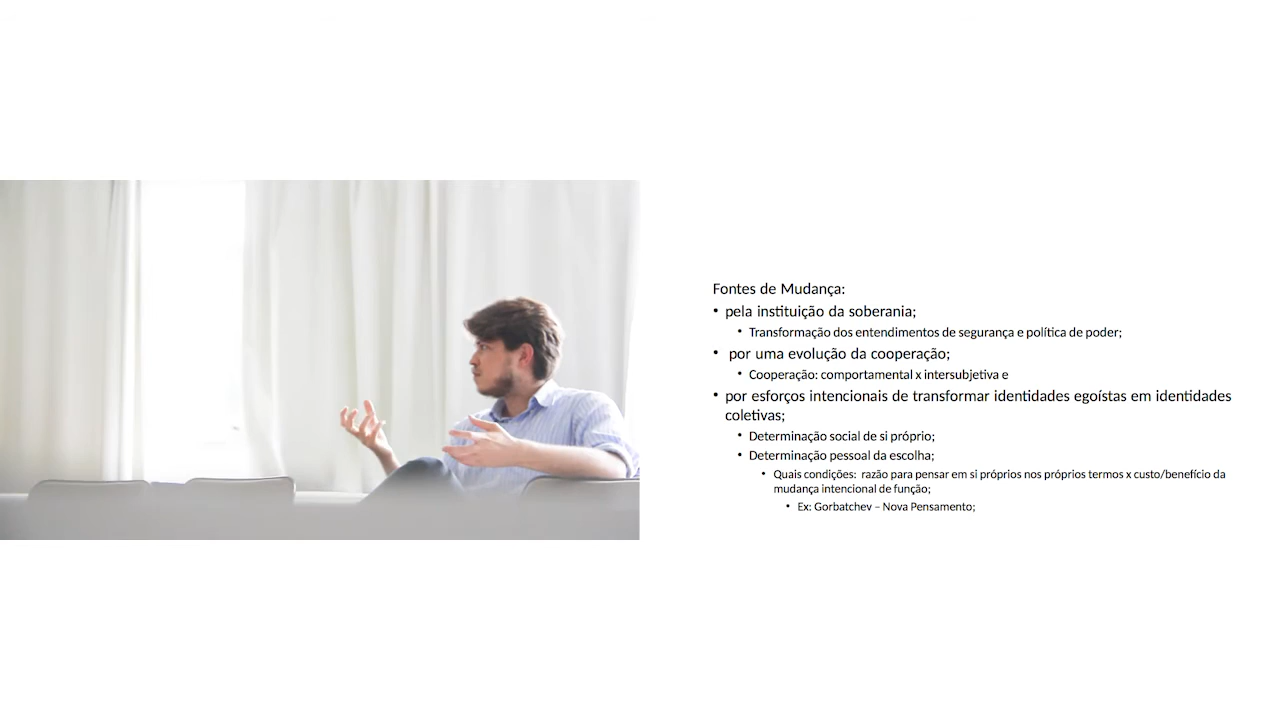 Fontes de Mudança:
• pela instituição da soberania;
• Transformação dos entendimentos de segurança e política de poder;
• por uma evolução da cooperação;
• Cooperação: comportamental x intersubjetiva e
• por esforços intencionais de transformar identidades egoístas em identidades
coletivas;
• Determinação social de si próprio;
• Determinação pessoal da escolha;
• Quais condições: razão para pensar em si próprios nos próprios termos x custo/benefício da
mudança intencional de função;
• Ex: Gorbatchev – Nova Pensamento;